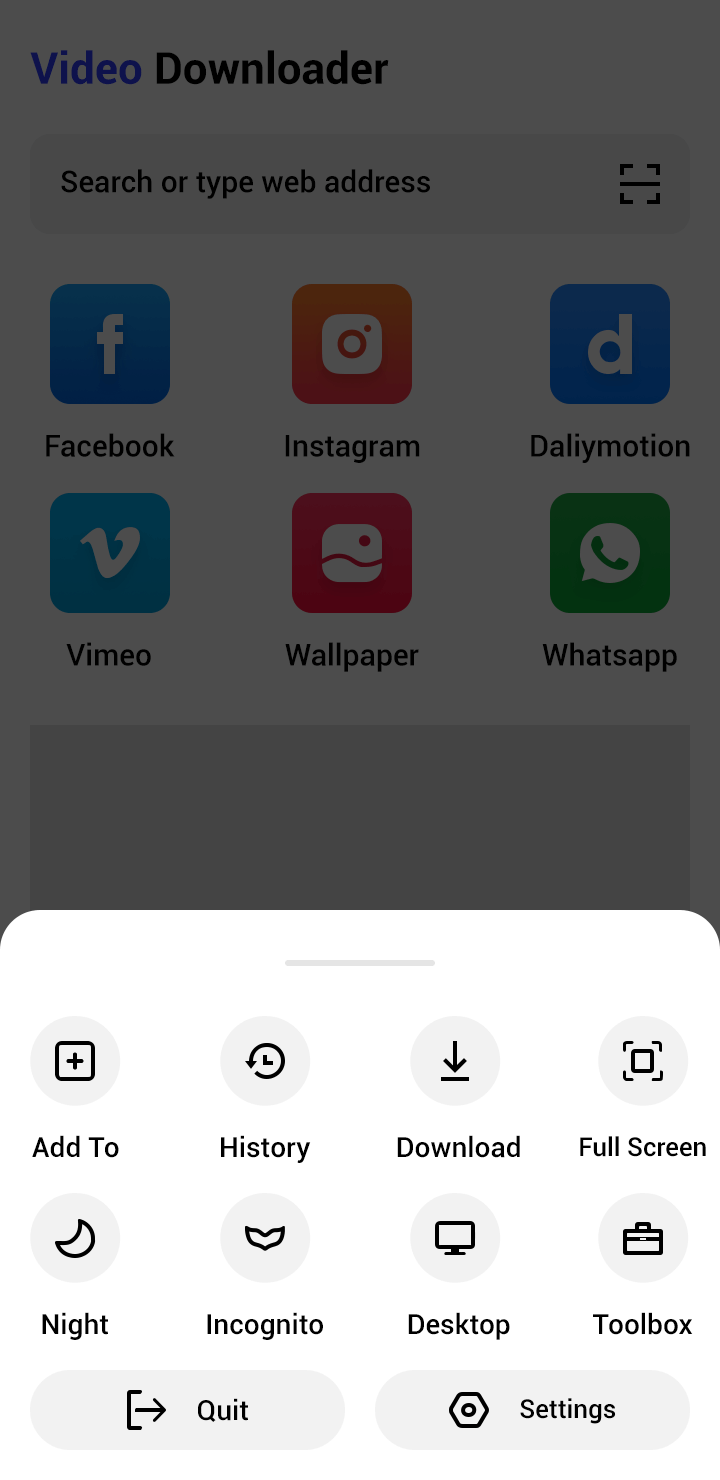 Video Downloader
Search or type web address
Facebook Instagram Daliymotion
Vimeo Wallpaper Whatsapp
Add To History Download Full Screen
Night Incognito Desktop Toolbox
Quit Settings